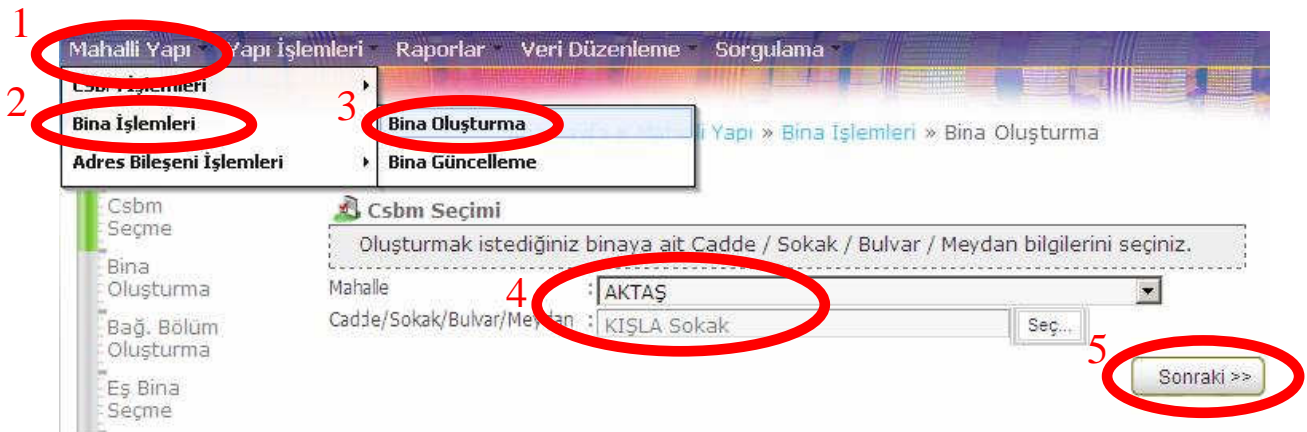 1
Mahalli Yapı Yapı İşlemleri Raporlar Veri Düzenleme Sorgulama
Csbm İşlemleri
2
Bina İşlemleri
3
Bina Oluşturma
Yapı » Bina İşlemleri » Bina Oluşturma
Adres Bileşeni İşlemleri
Bina Güncelleme
Csbm
Seçme
Csbm Seçimi
Oluşturmak istediğiniz binaya ait Cadde / Sokak / Bulvar / Meydan bilgilerini seçiniz.
Bina
Oluşturma
Mahalle : AKTAŞ
4
Cadde/Sokak/Bulvar/Meydan : KIŞLA Sokak Seç...
Bağ. Bölüm
Oluşturma
5
Sonraki >>
Eş Bina
Seçme